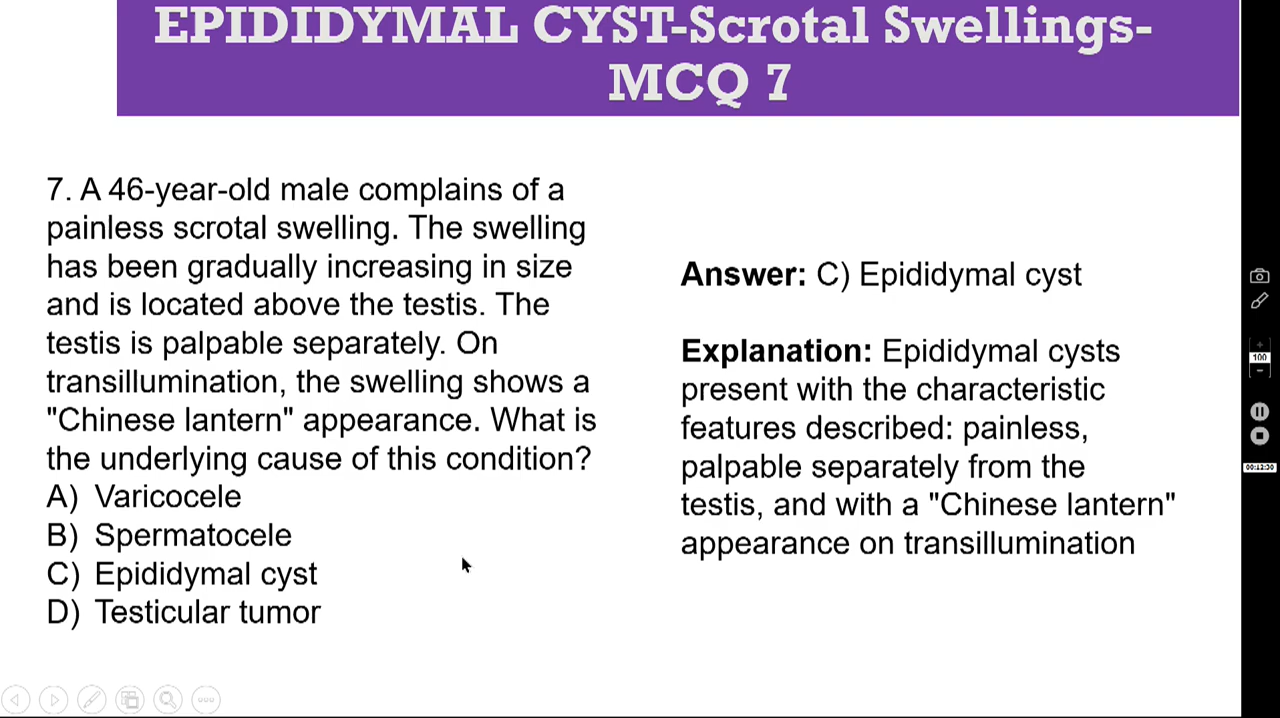 EPIDIDYMAL CYST-Scrotal Swellings-
MCQ 7
7. A 46-year-old male complains of a
painless scrotal swelling. The swelling
has been gradually increasing in size
and is located above the testis. The
testis is palpable separately. On
transillumination, the swelling shows a
"Chinese lantern" appearance. What is
the underlying cause of this condition?
A) Varicocele
B) Spermatocele
C) Epididymal cyst
D) Testicular tumor
Answer: C) Epididymal cyst
Explanation: Epididymal cysts
present with the characteristic
features described: painless,
palpable separately from the
testis, and with a "Chinese lantern"
appearance on transillumination
100
00:12:30